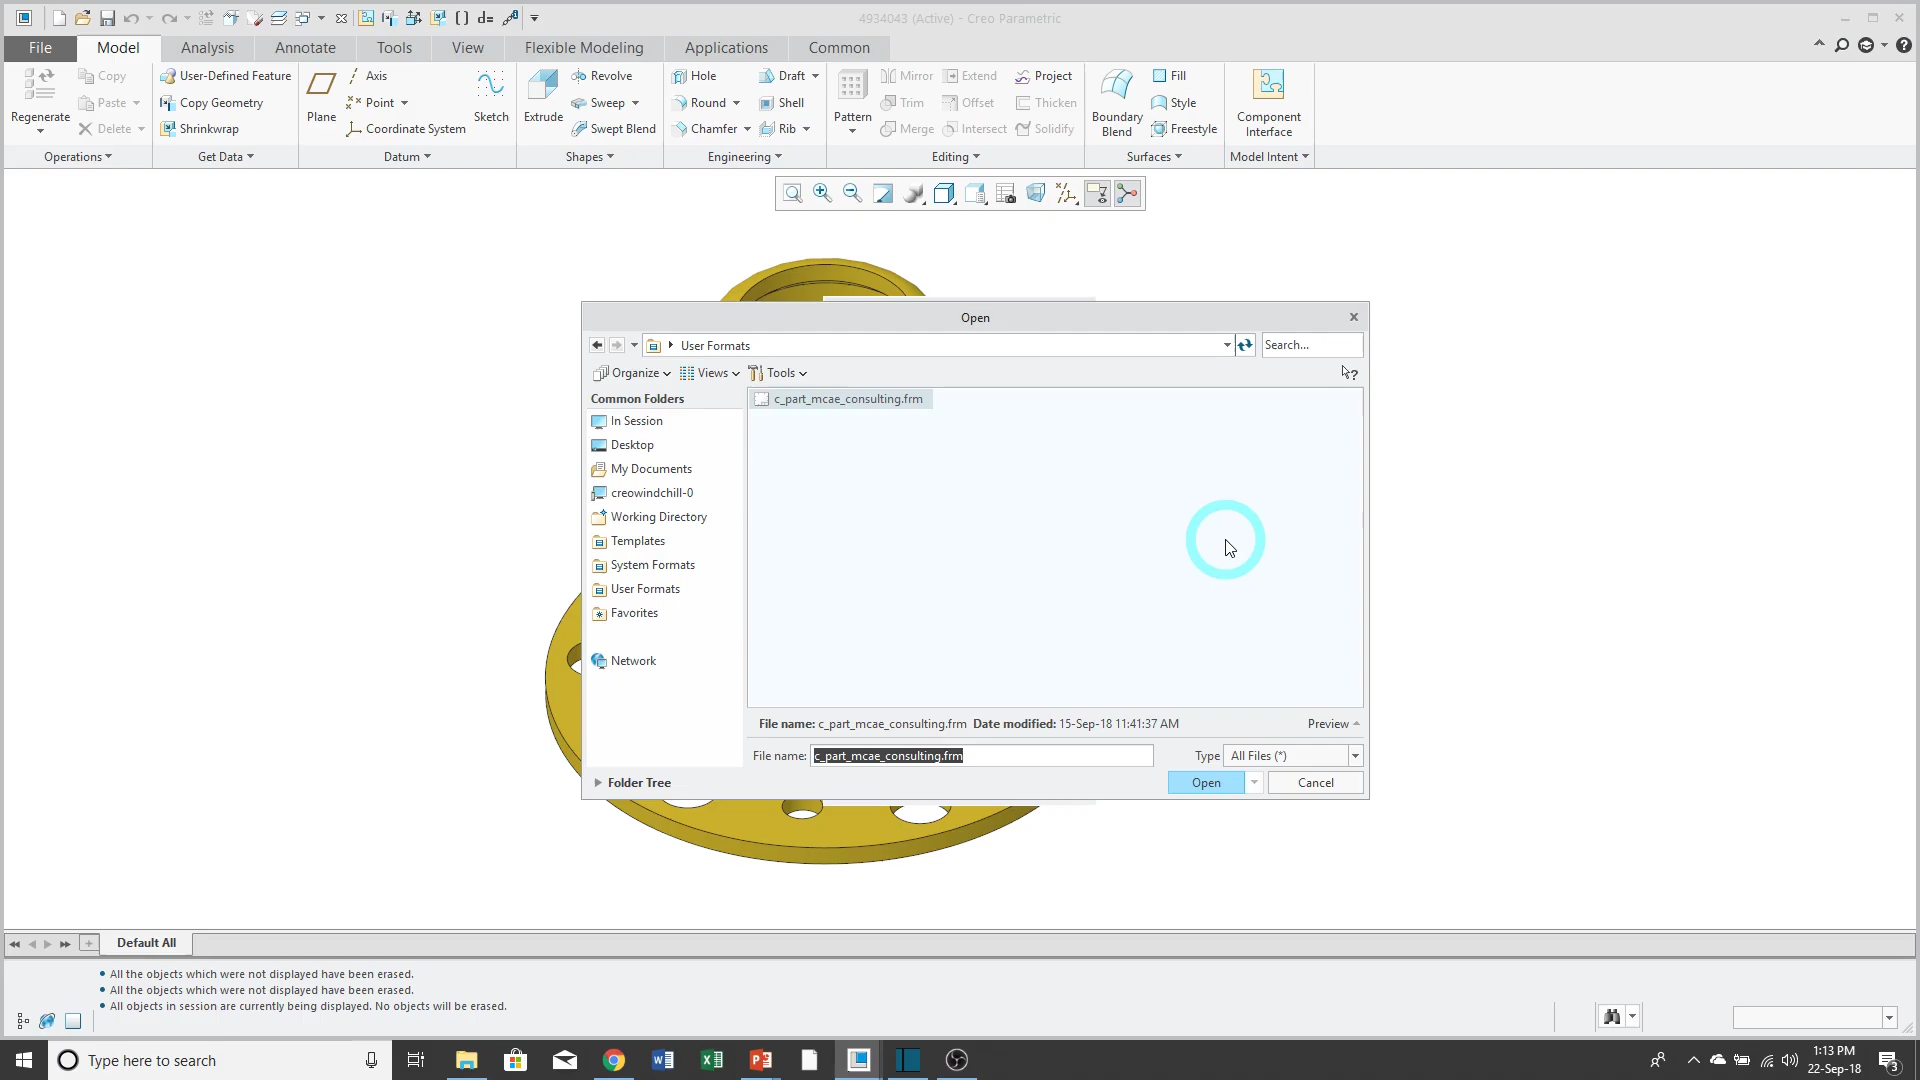 4934043 (Active) - Creo Parametric
File Model Analysis Annotate Tools View Flexible Modeling Applications Common
Regenerate
Copy
Paste
Delete
Operations
User-Defined Feature
Copy Geometry
Shrinkwrap
Get Data
Plane
Axis
Point
Coordinate System
Sketch
Datum
Extrude
Revolve
Sweep
Swept Blend
Shapes
Hole
Round
Chamfer
Draft
Shell
Rib
Engineering
Pattern
Mirror
Trim
Merge
Extend
Offset
Intersect
Project
Thicken
Solidify
Editing
Boundary
Blend
Fill
Style
Freestyle
Surfaces
Component
Interface
Model Intent
Open
User Formats
Search...
Organize Views Tools
Common Folders
In Session
Desktop
My Documents
creowindchill-0
Working Directory
Templates
System Formats
User Formats
Favorites
Network
c_part_mcae_consulting.frm
File name: c_part_mcae_consulting.frm Date modified: 15-Sep-18 11:41:37 AM
Preview
File name: c_part_mcae_consulting.frm
Type All Files (*)
Folder Tree
Open
Cancel
Default All
All the objects which were not displayed have been erased.
All the objects which were not displayed have been erased.
All objects in session are currently being displayed. No objects will be erased.
Type here to search
1:13 PM
22-Sep-18
3